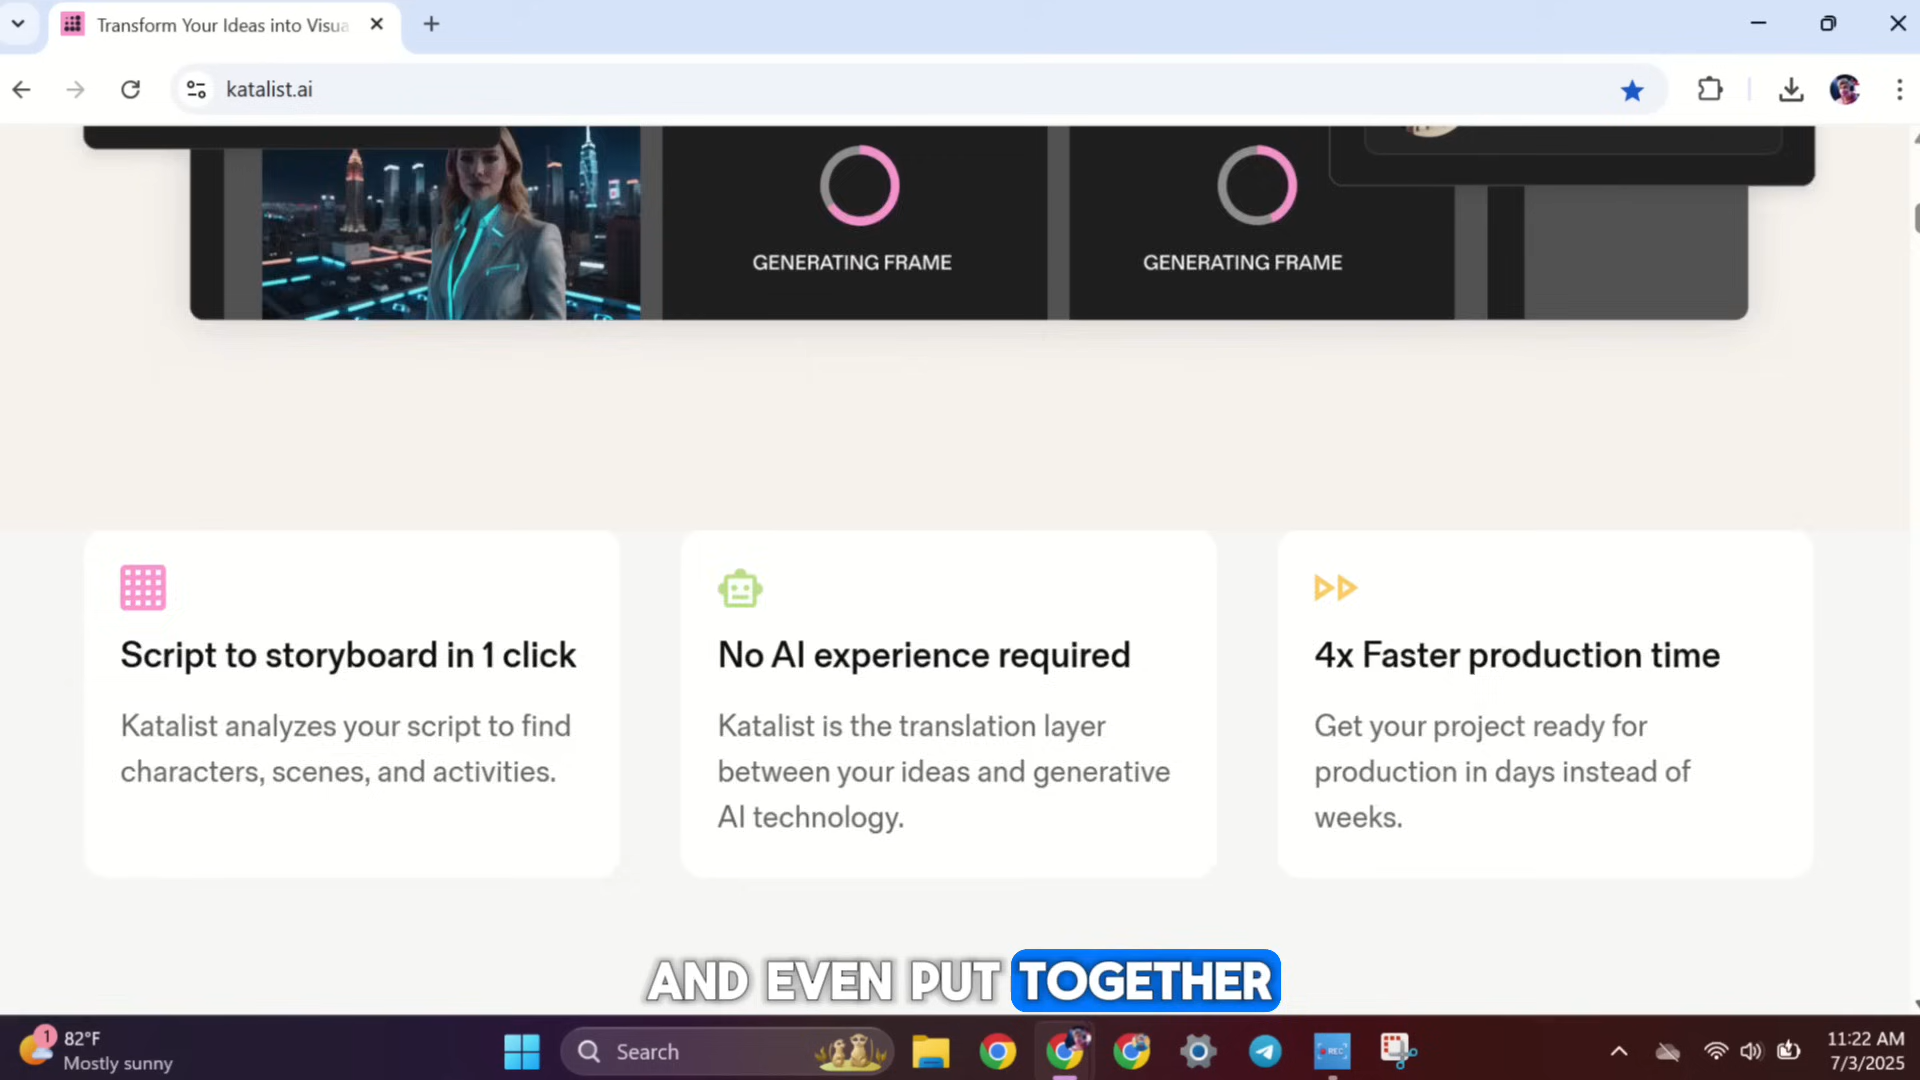 Transform Your Ideas into Visua
katalist.ai
GENERATING FRAME
GENERATING FRAME
Script to storyboard in 1 click
Katalist analyzes your script to find
characters, scenes, and activities.
No AI experience required
Katalist is the translation layer
between your ideas and generative
AI technology.
4x Faster production time
Get your project ready for
production in days instead of
weeks.
AND EVEN PUT TOGETHER
1
82°F
Mostly sunny
Search
REC
11:22 AM
7/3/2025